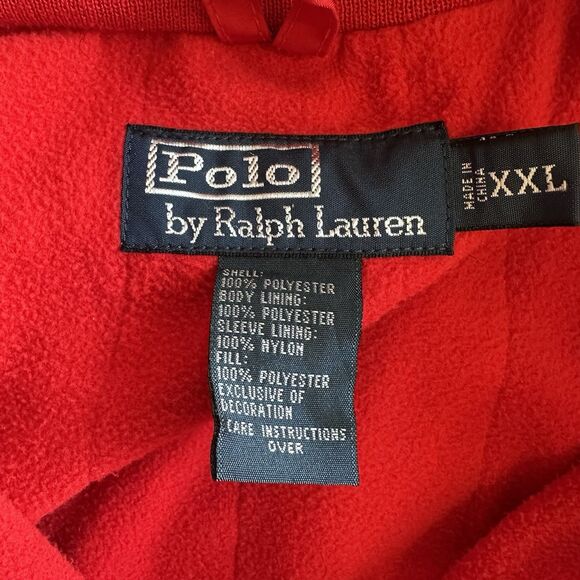 Polo
by Ralph Lauren
MADE IN
CHINA
XXL
SHELL:
100% POLYESTER
BODY LINING:
100% POLYESTER
SLEEVE LINING:
100% NYLON
FILL:
100% POLYESTER
EXCLUSIVE OF
DECORATION
CARE INSTRUCTIONS
OVER